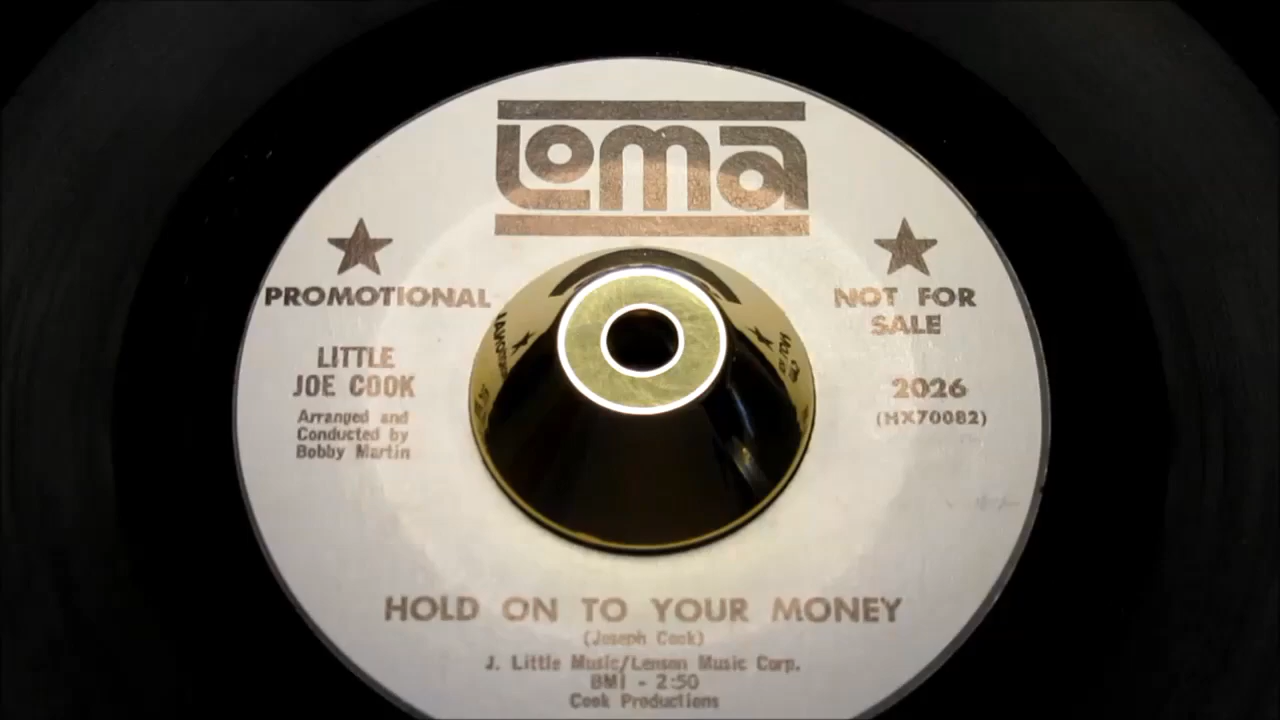 Loma
PROMOTIONAL
NOT FOR
SALE
LITTLE
JOE COOK
Arranged and
Conducted by
Bobby Martin
2026
(HX70082)
HOLD ON TO YOUR MONEY
(Joseph Cook)
J. Little Music/Lenson Music Corp.
BMI - 2:50
Cook Productions